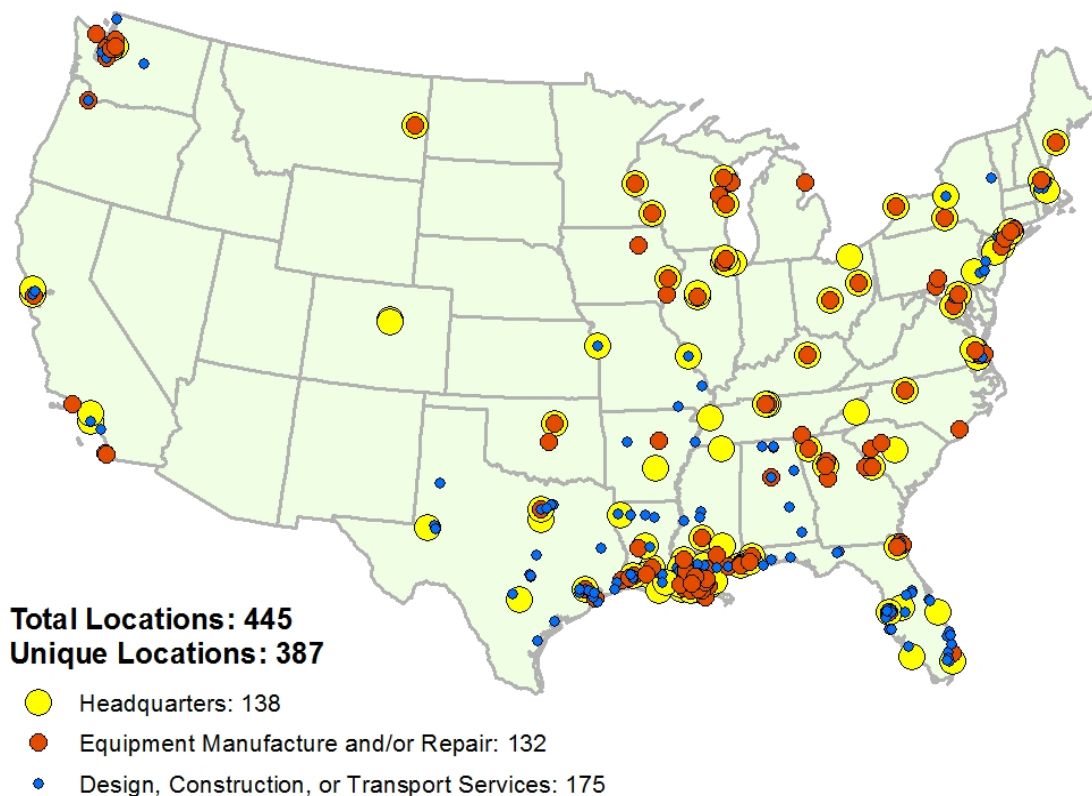 Total Locations: 445
Unique Locations: 387
Headquarters: 138
Equipment Manufacture and/or Repair: 132
Design, Construction, or Transport Services: 175